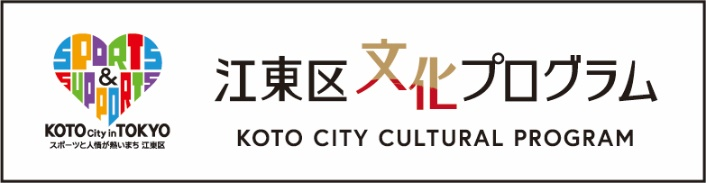 SPORTS
&
SUPPORTS
KOTO City in TOKYO
スポーツと人情が熱いまち 江東区
江東区文化プログラム
KOTO CITY CULTURAL PROGRAM